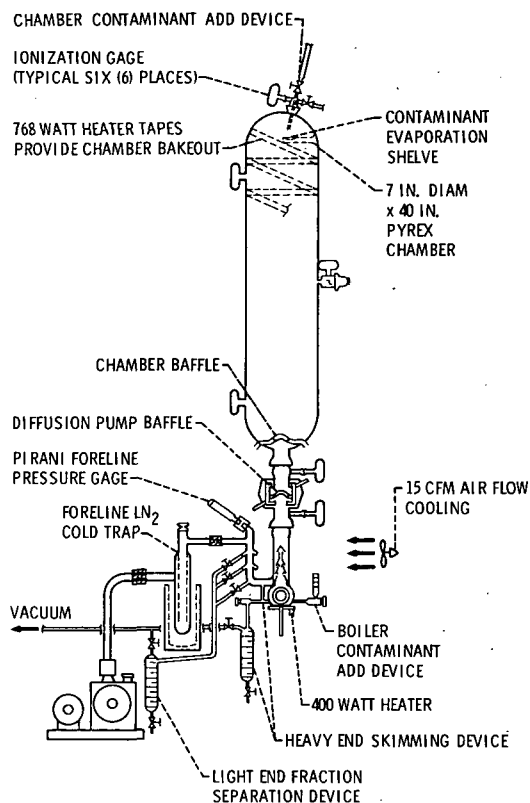 CHAMBER CONTAMINANT ADD DEVICE
IONIZATION GAGE
(TYPICAL SIX (6) PLACES)
768 WATT HEATER TAPES
PROVIDE CHAMBER BAKEOUT
CONTAMINANT
EVAPORATION
SHELVE
7 IN. DIAM
x 40 IN.
PYREX
CHAMBER
CHAMBER BAFFLE
DIFFUSION PUMP BAFFLE
PIRANI FORELINE
PRESSURE GAGE
FORELINE LN2
COLD TRAP
15 CFM AIR FLOW
COOLING
VACUUM
BOILER
CONTAMINANT
ADD DEVICE
400 WATT HEATER
HEAVY END SKIMMING DEVICE
LIGHT END FRACTION
SEPARATION DEVICE